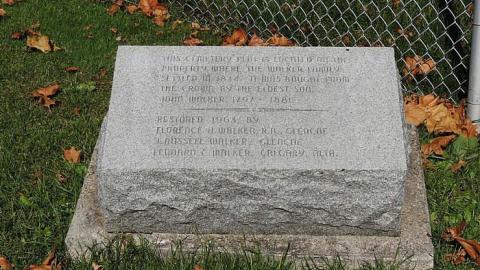 THIS CEMETERY PLOT IS LOCATED ON THE
PROPERTY WHERE THE WALKER FAMILY
SETTLED IN IT WAS BOUGHT FROM
THE CROWN BY THE ELDEST SON
JOHN WALKER, 1797 - 1881.
RESTORED 1963 BY
FLORENCE WALKER, R.N., GLENCOE
WALKER, GLENCOE
LEONARD C. WALKER, CALGARY, ALTA.